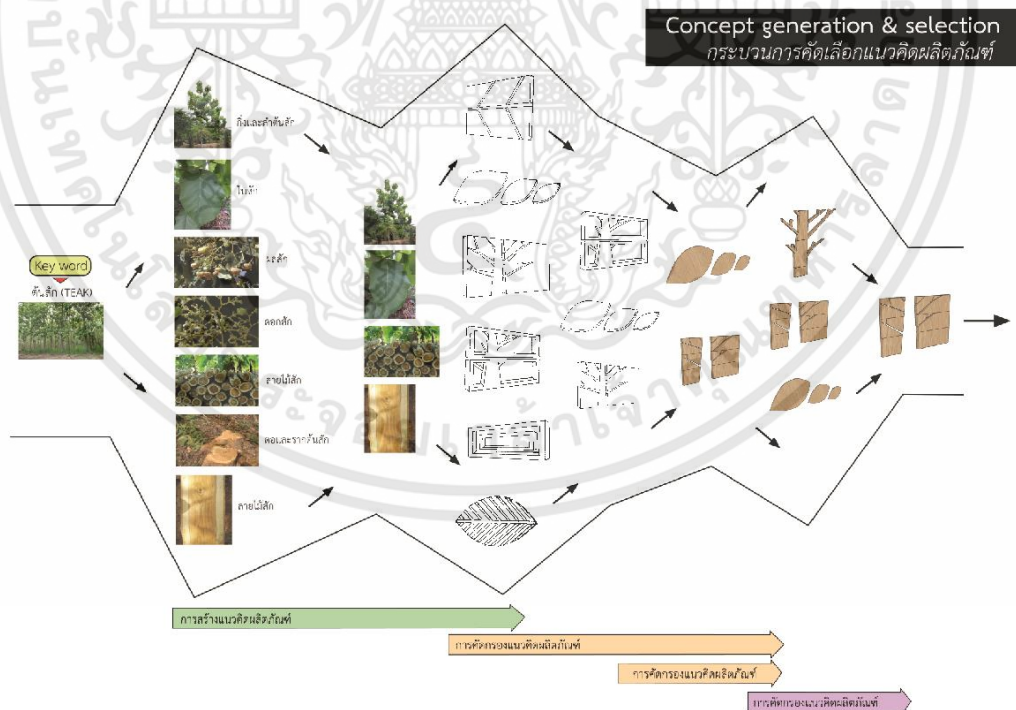 Concept generation & selection
กระบวนการคัดเลือกแนวคิดผลิตภัณฑ์
Key word
ต้นสัก (TEAK)
กิ่งและลำต้นสัก
ใบสัก
ผลสัก
ดอกสัก
ลายไม้สัก
ตอและรากต้นสัก
ลายไม้สัก
การสร้างแนวคิดผลิตภัณฑ์
การคัดกรองแนวคิดผลิตภัณฑ์
การคัดกรองแนวคิดผลิตภัณฑ์
การคัดกรองแนวคิดผลิตภัณฑ์